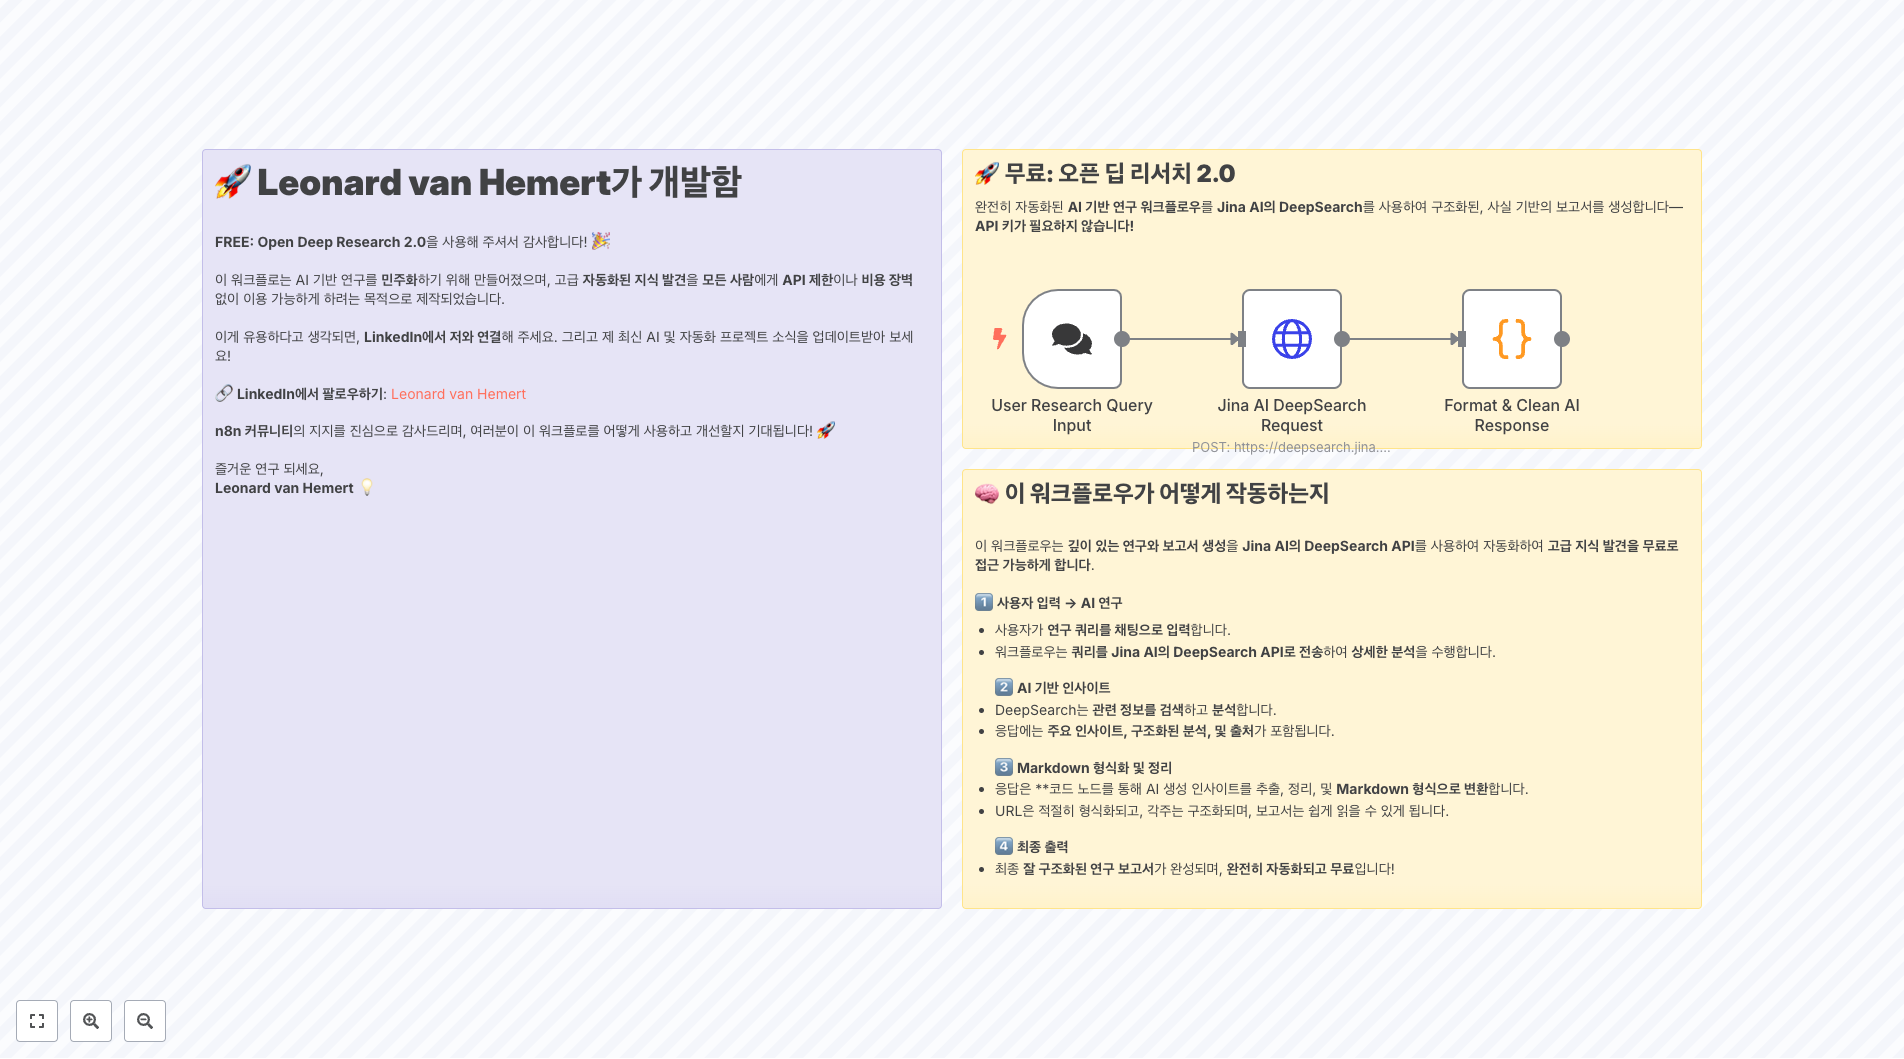 🚀 Leonard van Hemert가 개발함
FREE: Open Deep Research 2.0을 사용해 주셔서 감사합니다! 🎉
이 워크플로는 AI 기반 연구를 민주화하기 위해 만들어졌으며, 고급 자동화된 지식 발견을 모든 사람에게 API 제한이나 비용 장벽
없이 이용 가능하게 하려는 목적으로 제작되었습니다.
이게 유용하다고 생각되면, LinkedIn에서 저와 연결해 주세요. 그리고 제 최신 AI 및 자동화 프로젝트 소식을 업데이트받아 보세
요!
🔗 LinkedIn에서 팔로우하기: Leonard van Hemert
n8n 커뮤니티의 지지를 진심으로 감사드리며, 여러분이 이 워크플로를 어떻게 사용하고 개선할지 기대됩니다! 🚀
즐거운 연구 되세요,
Leonard van Hemert 💡
🚀 무료: 오픈 딥 리서치 2.0
완전히 자동화된 AI 기반 연구 워크플로우를 Jina AI의 DeepSearch를 사용하여 구조화된, 사실 기반의 보고서를 생성합니다—
API 키가 필요하지 않습니다!
User Research Query
Input
Jina AI DeepSearch
Request
POST: https://deepsearch.jina....
Format & Clean AI
Response
🧠 이 워크플로우가 어떻게 작동하는지
이 워크플로우는 깊이 있는 연구와 보고서 생성을 Jina AI의 DeepSearch API를 사용하여 자동화하여 고급 지식 발견을 무료로
접근 가능하게 합니다.
1️⃣ 사용자 입력 → AI 연구
• 사용자가 연구 쿼리를 채팅으로 입력합니다.
• 워크플로우는 쿼리를 Jina AI의 DeepSearch API로 전송하여 상세한 분석을 수행합니다.
2️⃣ AI 기반 인사이트
• DeepSearch는 관련 정보를 검색하고 분석합니다.
• 응답에는 주요 인사이트, 구조화된 분석, 및 출처가 포함됩니다.
3️⃣ Markdown 형식화 및 정리
• 응답은 **코드 노드를 통해 AI 생성 인사이트를 추출, 정리, 및 Markdown 형식으로 변환합니다.
• URL은 적절히 형식화되고, 각주는 구조화되며, 보고서는 쉽게 읽을 수 있게 됩니다.
4️⃣ 최종 출력
• 최종 잘 구조화된 연구 보고서가 완성되며, 완전히 자동화되고 무료입니다!